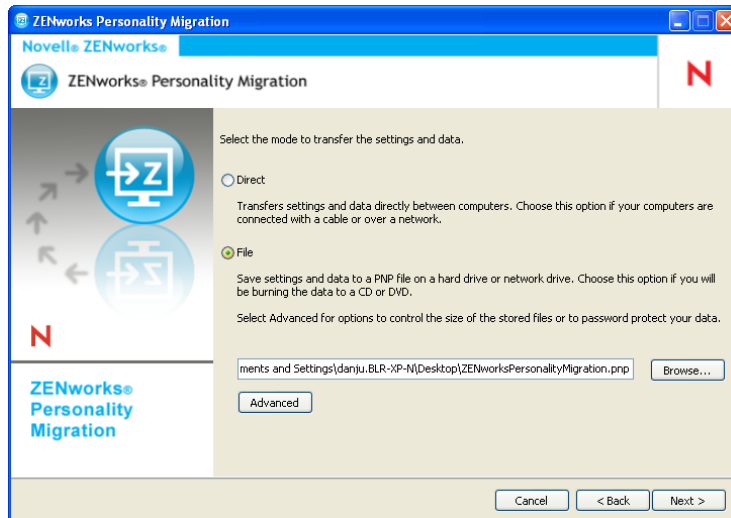 ZENworks Personality Migration
Novell® ZENworks®
ZENworks® Personality Migration
N
Select the mode to transfer the settings and data.
Direct
Transfers settings and data directly between computers. Choose this option if your computers are
connected with a cable or over a network.
File
Save settings and data to a PNP file on a hard drive or network drive. Choose this option if you will
be burning the data to a CD or DVD.
Select Advanced for options to control the size of the stored files or to password protect your data.
ments and Settings\danju.BLR-XP-N\Desktop\ZENworksPersonalityMigration.pnp
Browse...
Advanced
Z
N
ZENworks®
Personality
Migration
Cancel
< Back
Next >